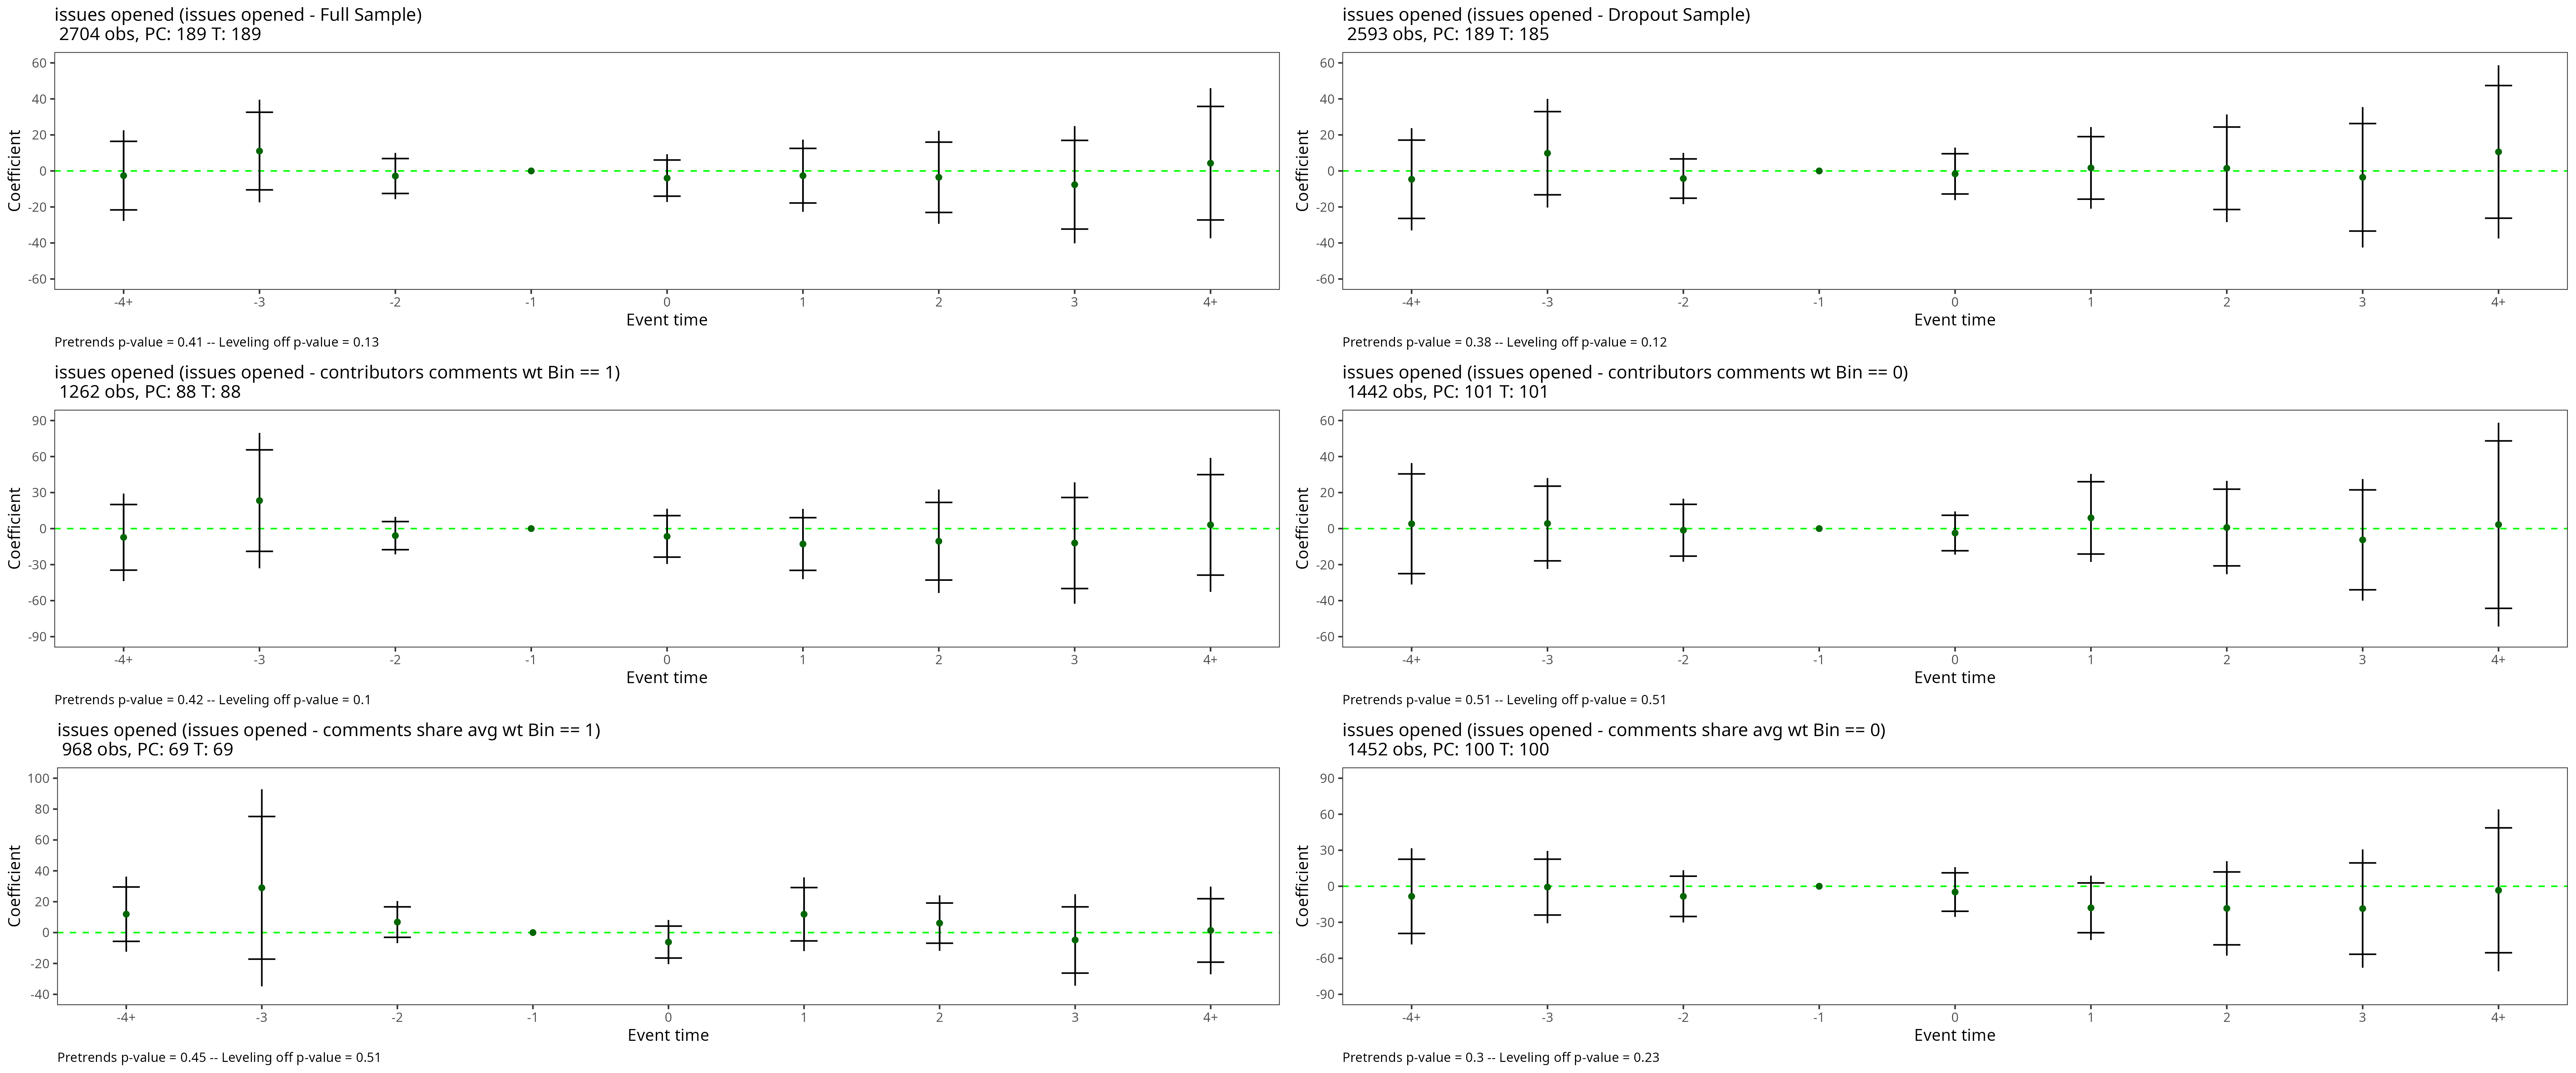 issues opened (issues opened - Full Sample)
2704 obs, PC: 189 T: 189
60
40
20
0
-20
-40
-60
Coefficient
-4+ -3 -2 -1 0 1 2 3 4+
Event time
Pretrends p-value = 0.41 -- Leveling off p-value = 0.13
issues opened (issues opened - Dropout Sample)
2593 obs, PC: 189 T: 185
60
40
20
0
-20
-40
-60
Coefficient
-4+ -3 -2 -1 0 1 2 3 4+
Event time
Pretrends p-value = 0.38 -- Leveling off p-value = 0.12
issues opened (issues opened - contributors comments wt Bin == 1)
1262 obs, PC: 88 T: 88
90
60
30
0
-30
-60
-90
Coefficient
-4+ -3 -2 -1 0 1 2 3 4+
Event time
Pretrends p-value = 0.42 -- Leveling off p-value = 0.1
issues opened (issues opened - contributors comments wt Bin == 0)
1442 obs, PC: 101 T: 101
60
40
20
0
-20
-40
-60
Coefficient
-4+ -3 -2 -1 0 1 2 3 4+
Event time
Pretrends p-value = 0.51 -- Leveling off p-value = 0.51
issues opened (issues opened - comments share avg wt Bin == 1)
968 obs, PC: 69 T: 69
100
80
60
40
20
0
-20
-40
Coefficient
-4+ -3 -2 -1 0 1 2 3 4+
Event time
Pretrends p-value = 0.45 -- Leveling off p-value = 0.51
issues opened (issues opened - comments share avg wt Bin == 0)
1452 obs, PC: 100 T: 100
90
60
30
0
-30
-60
-90
Coefficient
-4+ -3 -2 -1 0 1 2 3 4+
Event time
Pretrends p-value = 0.3 -- Leveling off p-value = 0.23